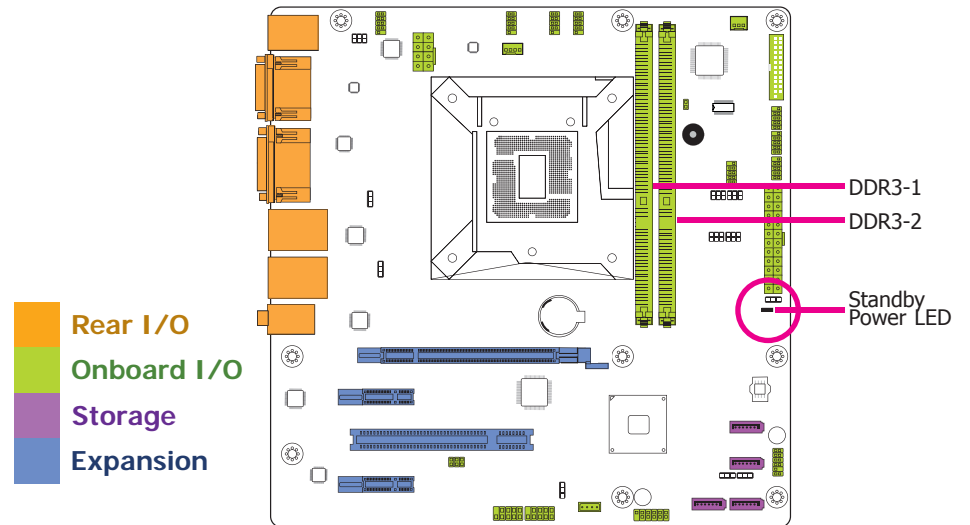 DDR3-1
DDR3-2
Standby
Power LED
Rear I/O
Onboard I/O
Storage
Expansion